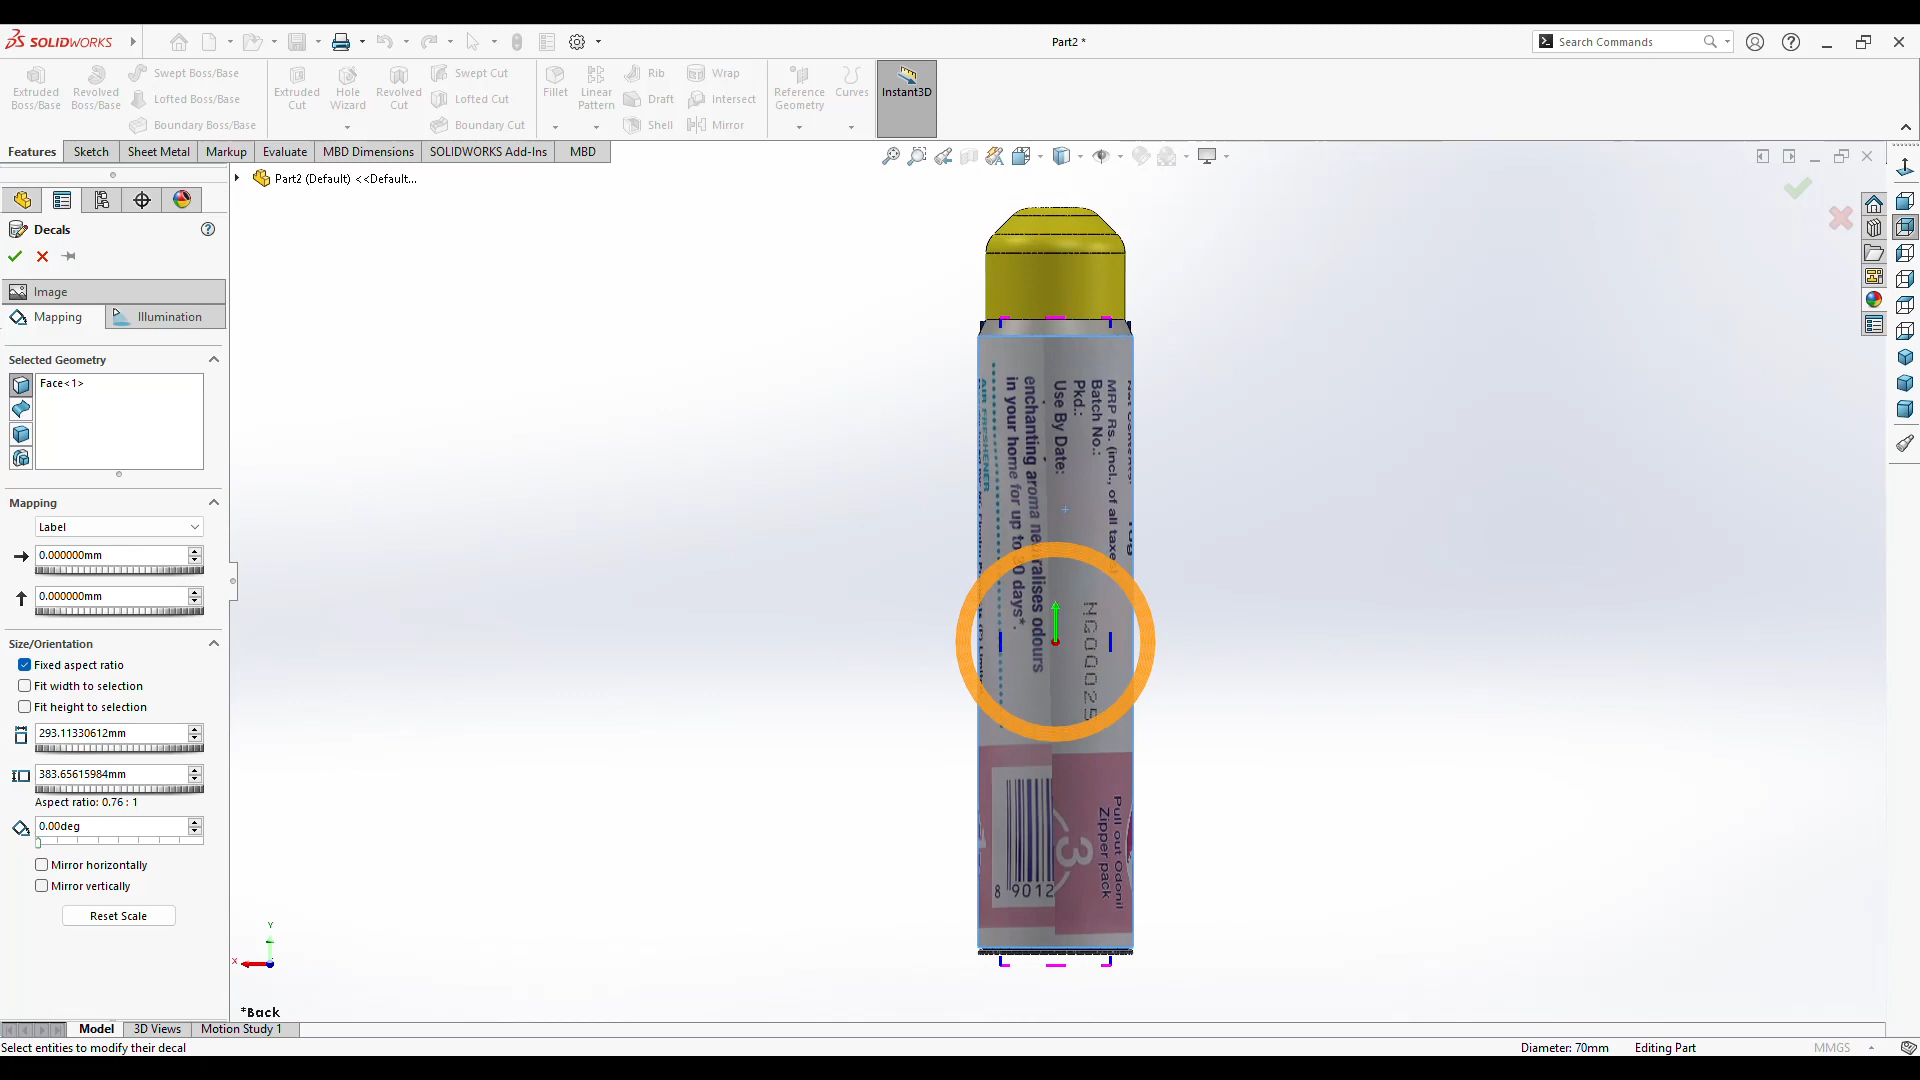 SOLIDWORKS
Part2 *
Search Commands
Extruded Boss/Base
Revolved Boss/Base
Swept Boss/Base
Lofted Boss/Base
Boundary Boss/Base
Extruded Cut
Hole Wizard
Revolved Cut
Swept Cut
Lofted Cut
Boundary Cut
Fillet
Linear Pattern
Rib
Draft
Shell
Wrap
Intersect
Mirror
Reference Geometry
Curves
Instant3D
Features
Sketch
Sheet Metal
Markup
Evaluate
MBD Dimensions
SOLIDWORKS Add-Ins
MBD
Part2 (Default) <<Default...
Decals
Image
Mapping
Illumination
Selected Geometry
Face<1>
Mapping
Label
0.000000mm
0.000000mm
Size/Orientation
Fixed aspect ratio
Fit width to selection
Fit height to selection
293.11330612mm
383.65615984mm
Aspect ratio: 0.76 : 1
0.00deg
Mirror horizontally
Mirror vertically
Reset Scale
MRP Rs. (incl., of all taxes)
Batch No.:
Pkd.:
Use By Date:
enchanting aroma neutralises odours
in your home for up to 30 days*.
AIR FRESHENER
NG00025
8 9012
3
Pull out Odonil
Zipper pack
Y
X
*Back
Model
3D Views
Motion Study 1
Select entities to modify their decal
Diameter: 70mm
Editing Part
MMGS